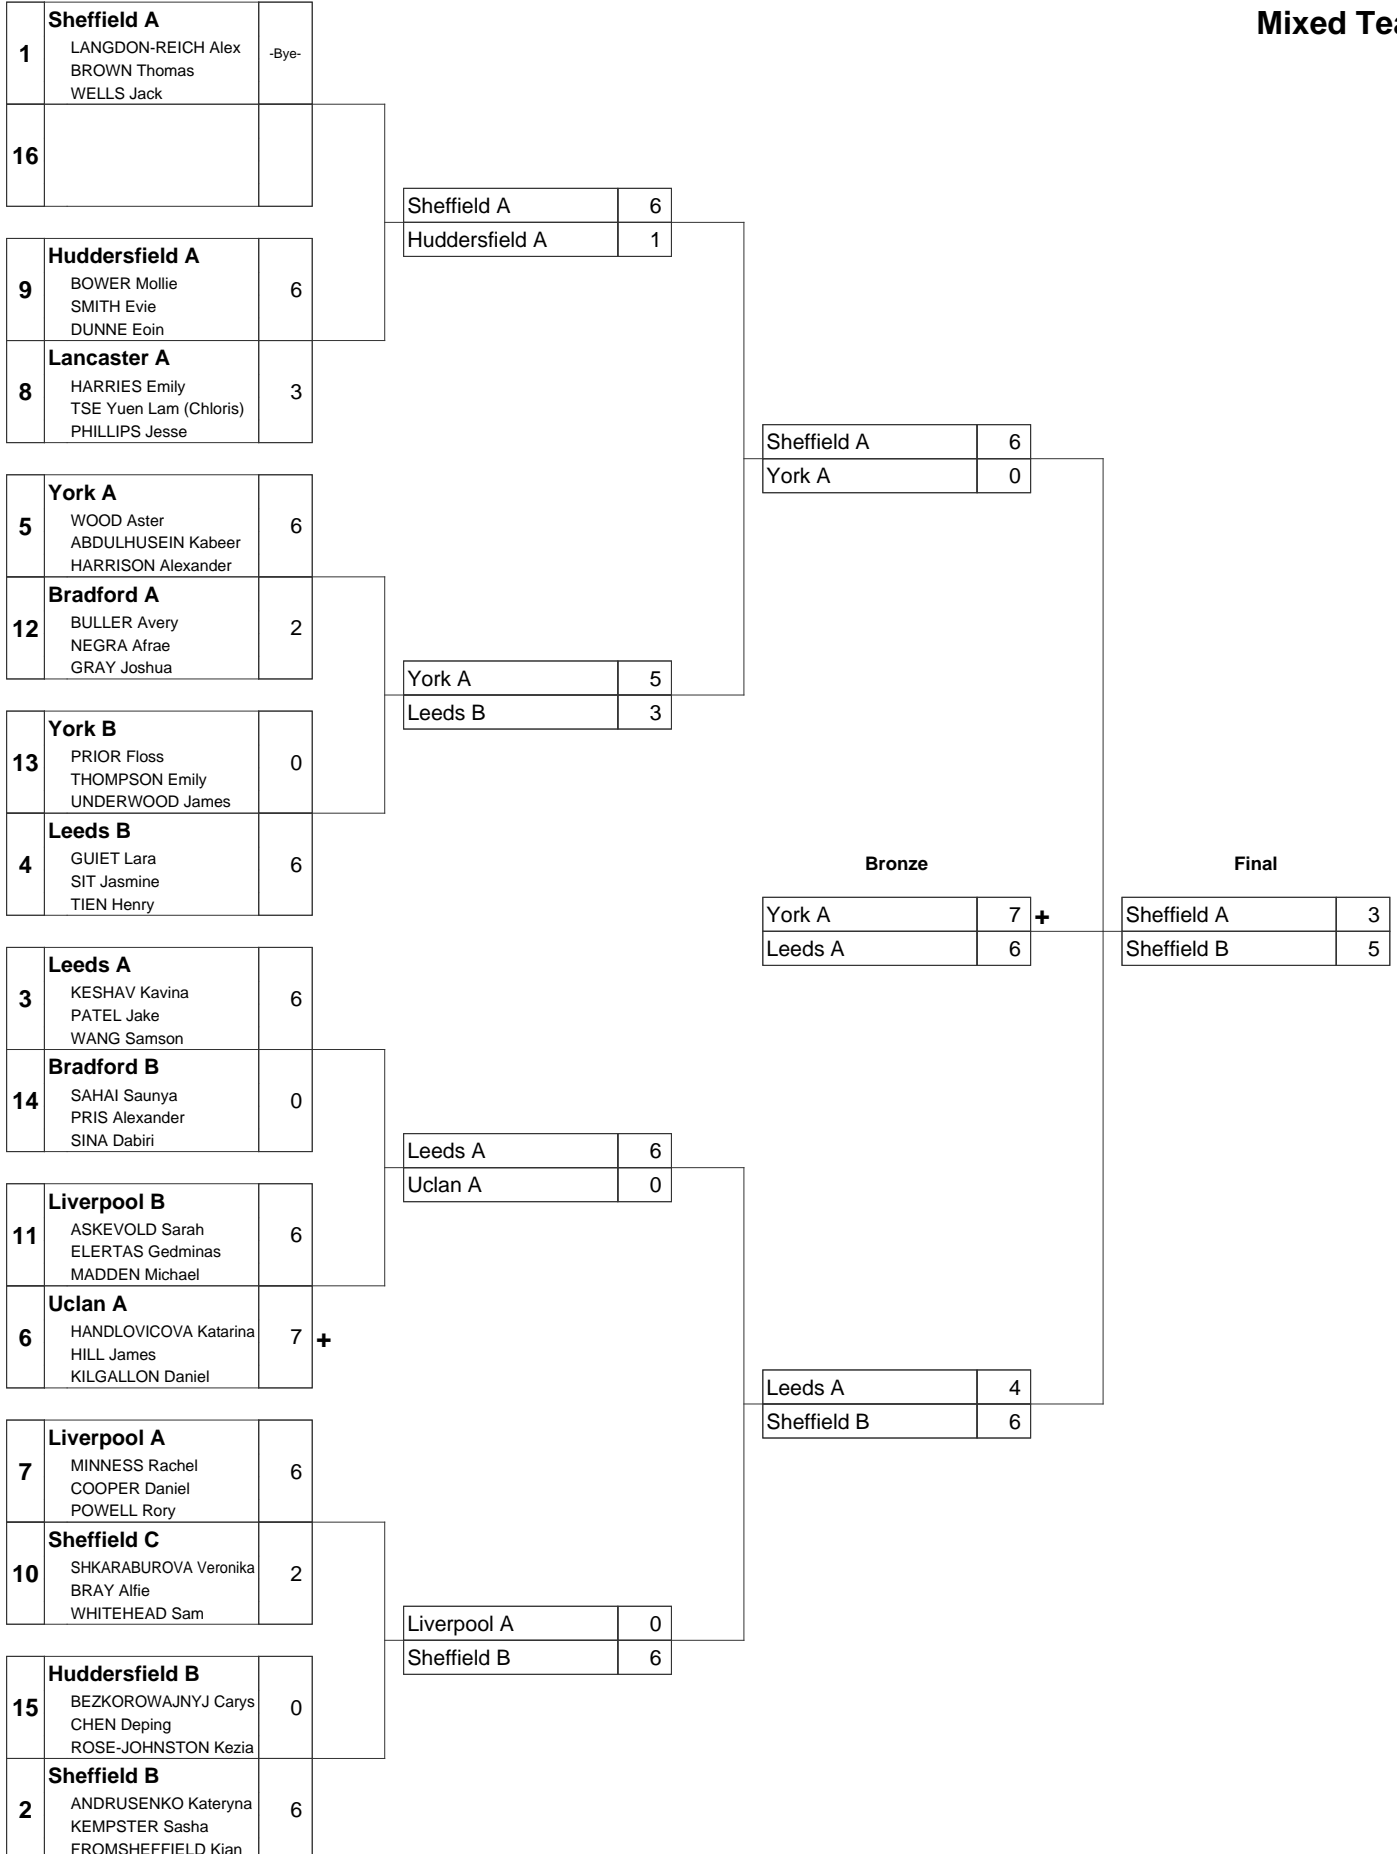 Mixed Tea
1
Sheffield A
LANGDON-REICH Alex
BROWN Thomas
WELLS Jack
-Bye-
16
9
Huddersfield A
BOWER Mollie
SMITH Evie
DUNNE Eoin
6
8
Lancaster A
HARRIES Emily
TSE Yuen Lam (Chloris)
PHILLIPS Jesse
3
5
York A
WOOD Aster
ABDULHUSEIN Kabeer
HARRISON Alexander
6
12
Bradford A
BULLER Avery
NEGRA Afrae
GRAY Joshua
2
13
York B
PRIOR Floss
THOMPSON Emily
UNDERWOOD James
0
4
Leeds B
GUIET Lara
SIT Jasmine
TIEN Henry
6
3
Leeds A
KESHAV Kavina
PATEL Jake
WANG Samson
6
14
Bradford B
SAHAI Saunya
PRIS Alexander
SINA Dabiri
0
11
Liverpool B
ASKEVOLD Sarah
ELERTAS Gedminas
MADDEN Michael
6
6
Uclan A
HANDLOVICOVA Katarina
HILL James
KILGALLON Daniel
7 +
7
Liverpool A
MINNESS Rachel
COOPER Daniel
POWELL Rory
6
10
Sheffield C
SHKARABUROVA Veronika
BRAY Alfie
WHITEHEAD Sam
2
15
Huddersfield B
BEZKOROWAJNYJ Carys
CHEN Deping
ROSE-JOHNSTON Kezia
0
2
Sheffield B
ANDRUSENKO Kateryna
KEMPSTER Sasha
FROMSHEFFIELD Kian
6
Sheffield A 6
Huddersfield A 1
York A 5
Leeds B 3
Leeds A 6
Uclan A 0
Liverpool A 0
Sheffield B 6
Sheffield A 6
York A 0
Leeds A 4
Sheffield B 6
Bronze
York A 7 +
Leeds A 6
Final
Sheffield A 3
Sheffield B 5